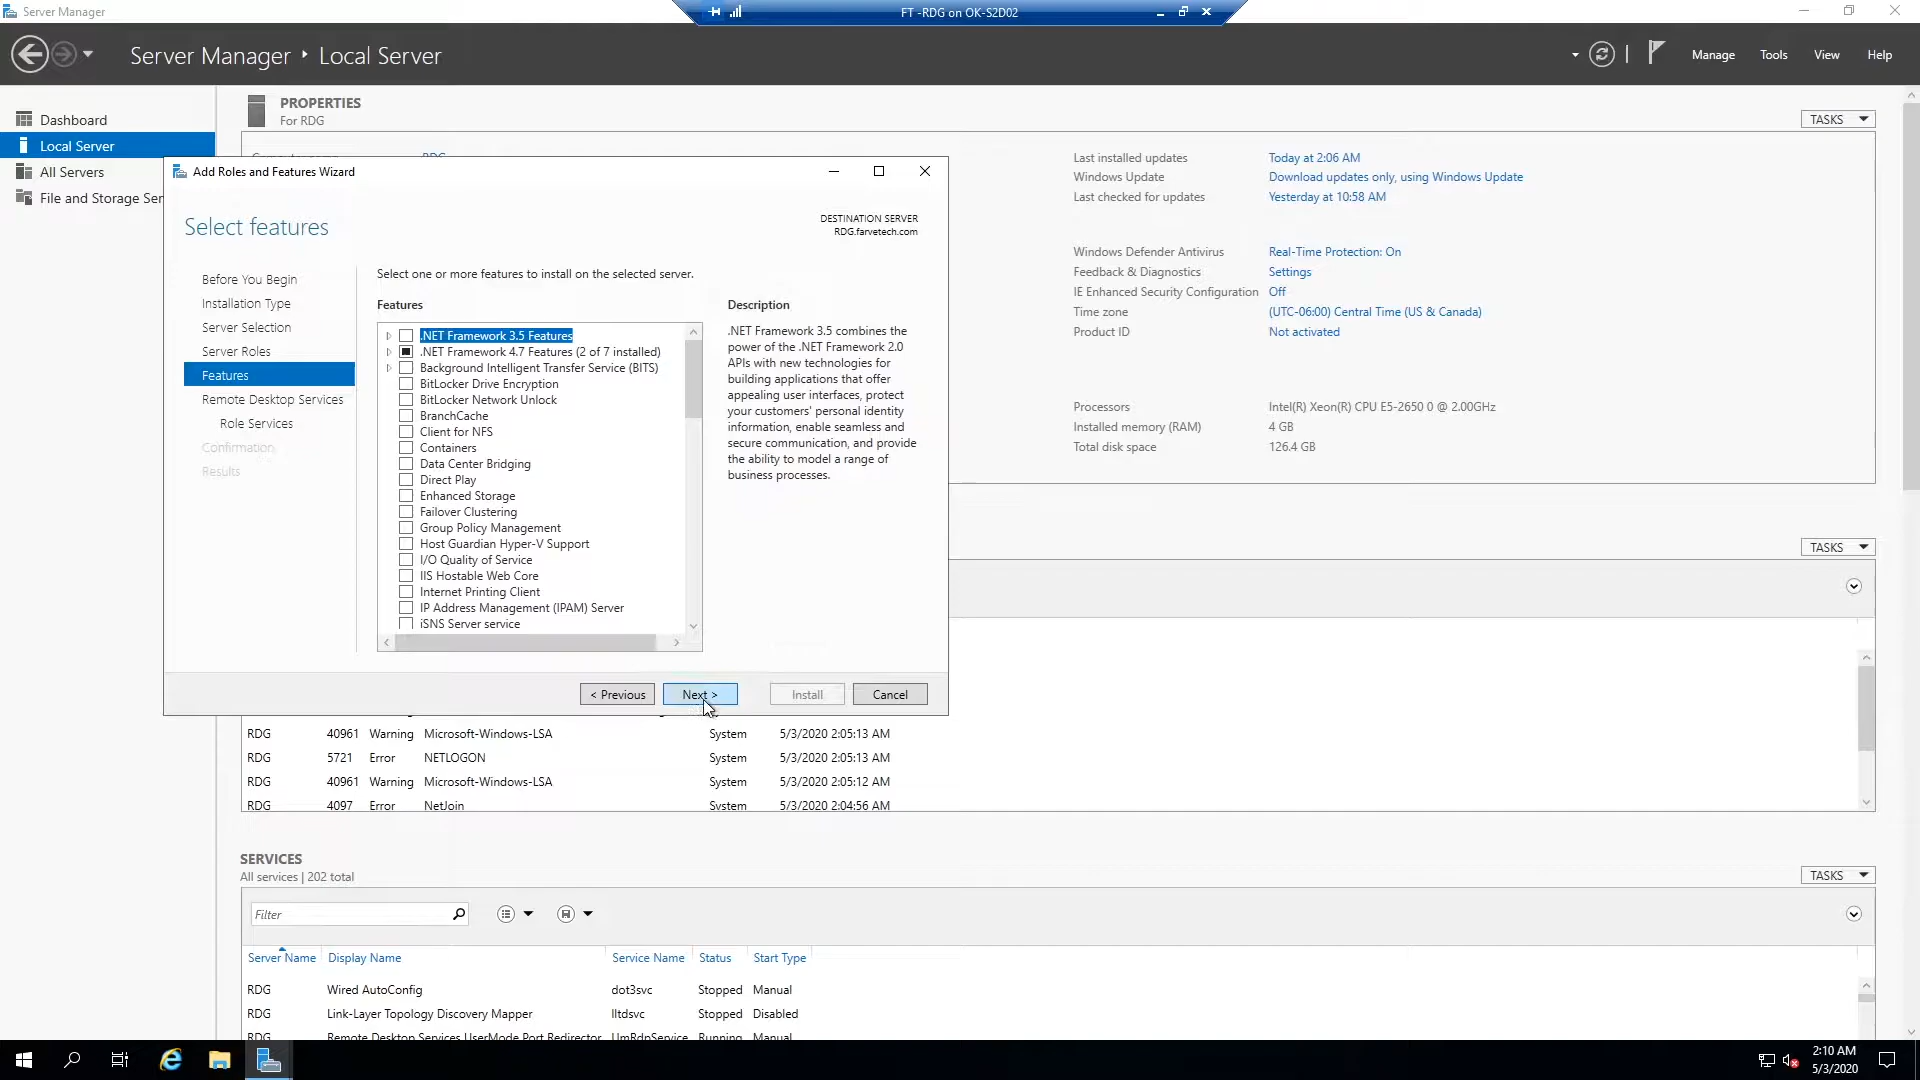 Server Manager
FT -RDG on OK-S2D02
Server Manager
Local Server
Manage
Tools
View
Help
Dashboard
Local Server
All Servers
File and Storage Ser
PROPERTIES
For RDG
TASKS
Last installed updates
Today at 2:06 AM
Windows Update
Download updates only, using Windows Update
Last checked for updates
Yesterday at 10:58 AM
Windows Defender Antivirus
Real-Time Protection: On
Feedback & Diagnostics
Settings
IE Enhanced Security Configuration
Off
Time zone
(UTC-06:00) Central Time (US & Canada)
Product ID
Not activated
Processors
Intel(R) Xeon(R) CPU E5-2650 0 @ 2.00GHz
Installed memory (RAM)
4 GB
Total disk space
126.4 GB
Add Roles and Features Wizard
Select features
DESTINATION SERVER
RDG.farvetech.com
Before You Begin
Installation Type
Server Selection
Server Roles
Features
Remote Desktop Services
Role Services
Confirmation
Results
Select one or more features to install on the selected server.
Features
.NET Framework 3.5 Features
.NET Framework 4.7 Features (2 of 7 installed)
Background Intelligent Transfer Service (BITS)
BitLocker Drive Encryption
BitLocker Network Unlock
BranchCache
Client for NFS
Containers
Data Center Bridging
Direct Play
Enhanced Storage
Failover Clustering
Group Policy Management
Host Guardian Hyper-V Support
I/O Quality of Service
IIS Hostable Web Core
Internet Printing Client
IP Address Management (IPAM) Server
iSNS Server service
Description
.NET Framework 3.5 combines the
power of the .NET Framework 2.0
APIs with new technologies for
building applications that offer
appealing user interfaces, protect
your customers' personal identity
information, enable seamless and
secure communication, and provide
the ability to model a range of
business processes.
< Previous
Next >
Install
Cancel
TASKS
RDG 40961 Warning Microsoft-Windows-LSA System 5/3/2020 2:05:13 AM
RDG 5721 Error NETLOGON System 5/3/2020 2:05:13 AM
RDG 40961 Warning Microsoft-Windows-LSA System 5/3/2020 2:05:12 AM
RDG 4097 Error NetJoin System 5/3/2020 2:04:56 AM
SERVICES
All services | 202 total
TASKS
Filter
Server Name Display Name Service Name Status Start Type
RDG Wired AutoConfig dot3svc Stopped Manual
RDG Link-Layer Topology Discovery Mapper lltdsvc Stopped Disabled
RDG Remote Desktop Services UserMode Port Redirector UmRdpService Running Manual
2:10 AM
5/3/2020